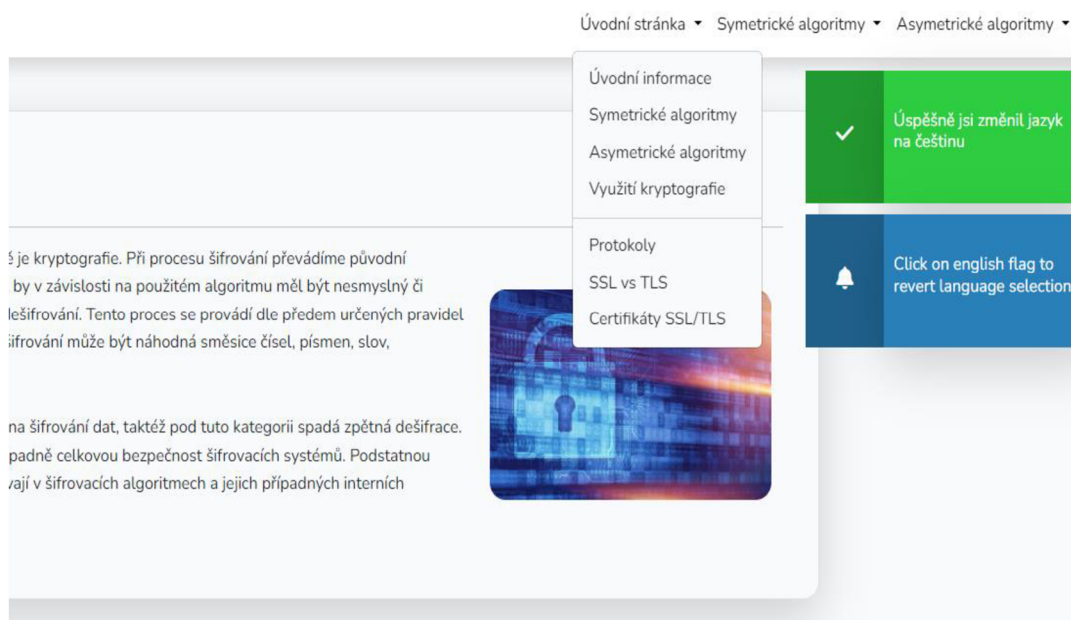 Úvodní stránka Symetrické algoritmy Asymetrické algoritmy
Úvodní informace
Symetrické algoritmy
Asymetrické algoritmy
Využití kryptografie
Protokoly
SSL vs TLS
Certifikáty SSL/TLS
Úspěšně jsi změnil jazyk
na češtinu
Click on english flag to
revert language selection
je kryptografie. Při procesu šifrování převádíme původní
by v závislosti na použitém algoritmu měl být nesmyslný či
dešifrování. Tento proces se provádí dle předem určených pravidel
šifrování může být náhodná směsice čísel, písmen, slov,
na šifrování dat, taktéž pod tuto kategorii spadá zpětná dešifrace.
padně celkovou bezpečnost šifrovacích systémů. Podstatnou
vají v šifrovacích algoritmech a jejich případných interních